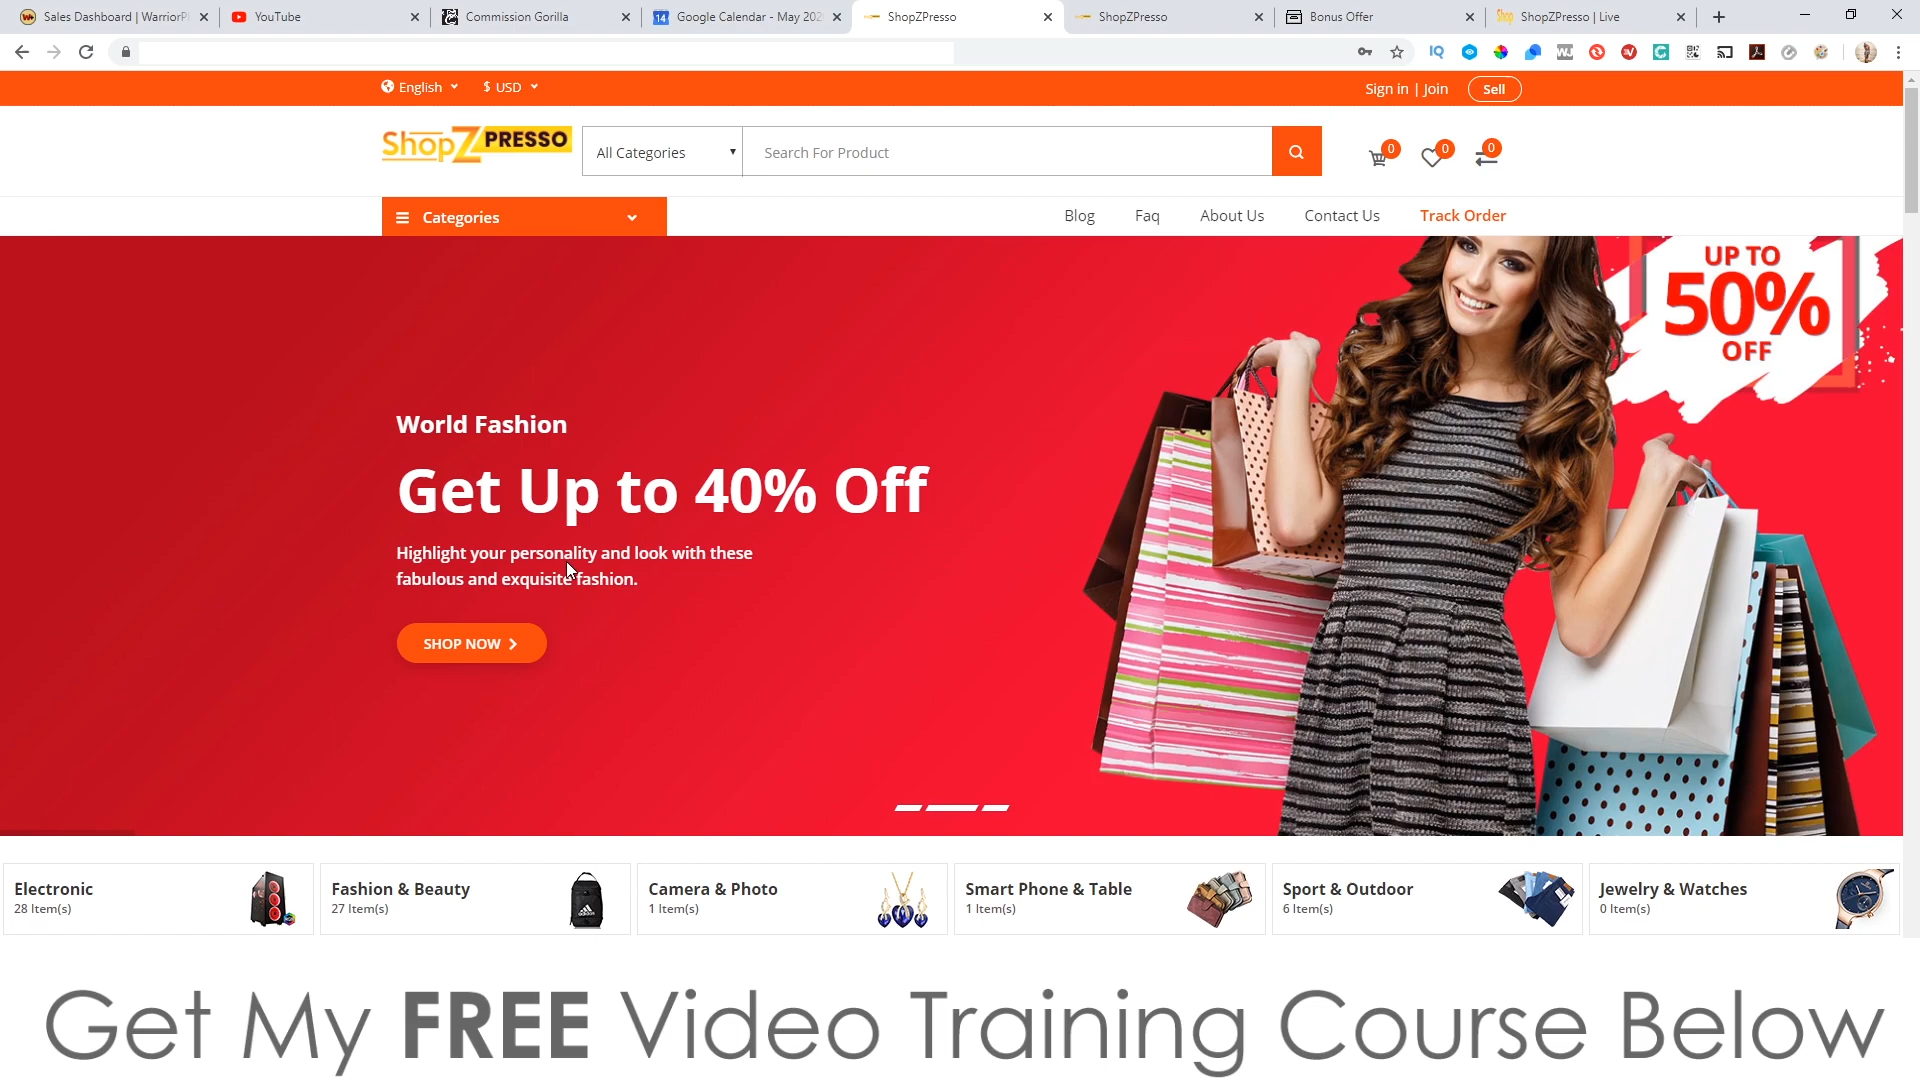 Sales Dashboard | WarriorPl
YouTube
Commission Gorilla
Google Calendar - May 202
ShopZPresso
ShopZPresso
Bonus Offer
ShopZPresso | Live
English
$ USD
Sign in | Join
Sell
ShopZPRESSO
All Categories
Search For Product
0
0
0
Categories
Blog
Faq
About Us
Contact Us
Track Order
UP TO
50%
OFF
World Fashion
Get Up to 40% Off
Highlight your personality and look with these
fabulous and exquisite fashion.
SHOP NOW
Electronic
28 Item(s)
Fashion & Beauty
27 Item(s)
adidas
Camera & Photo
1 Item(s)
Smart Phone & Table
1 Item(s)
Sport & Outdoor
6 Item(s)
Jewelry & Watches
0 Item(s)
Get My FREE Video Training Course Below